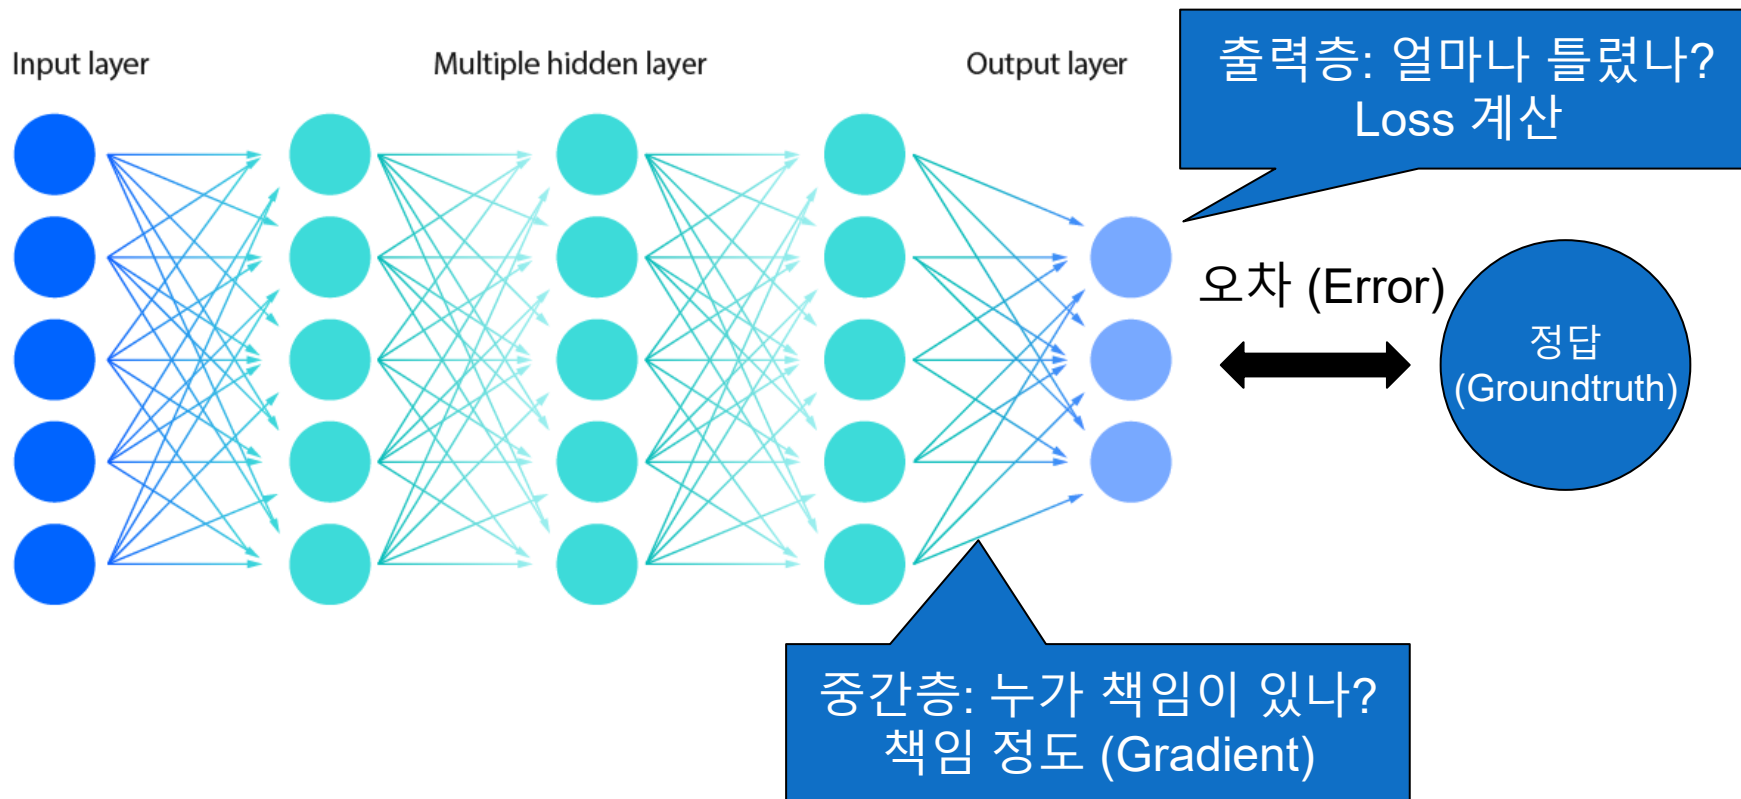 Input layer
Multiple hidden layer
Output layer
출력층: 얼마나 틀렸나?
Loss 계산
오차 (Error)
정답
(Groundtruth)
중간층: 누가 책임이 있나?
책임 정도 (Gradient)